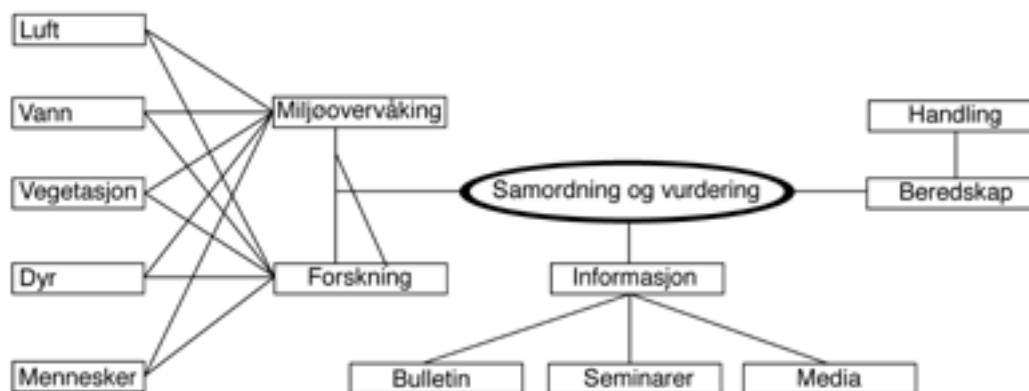 Luft
Vann
Vegetasjon
Dyr
Mennesker
Miljøovervåking
Forskning
Samordning og vurdering
Informasjon
Bulletin
Seminarer
Media
Handling
Beredskap